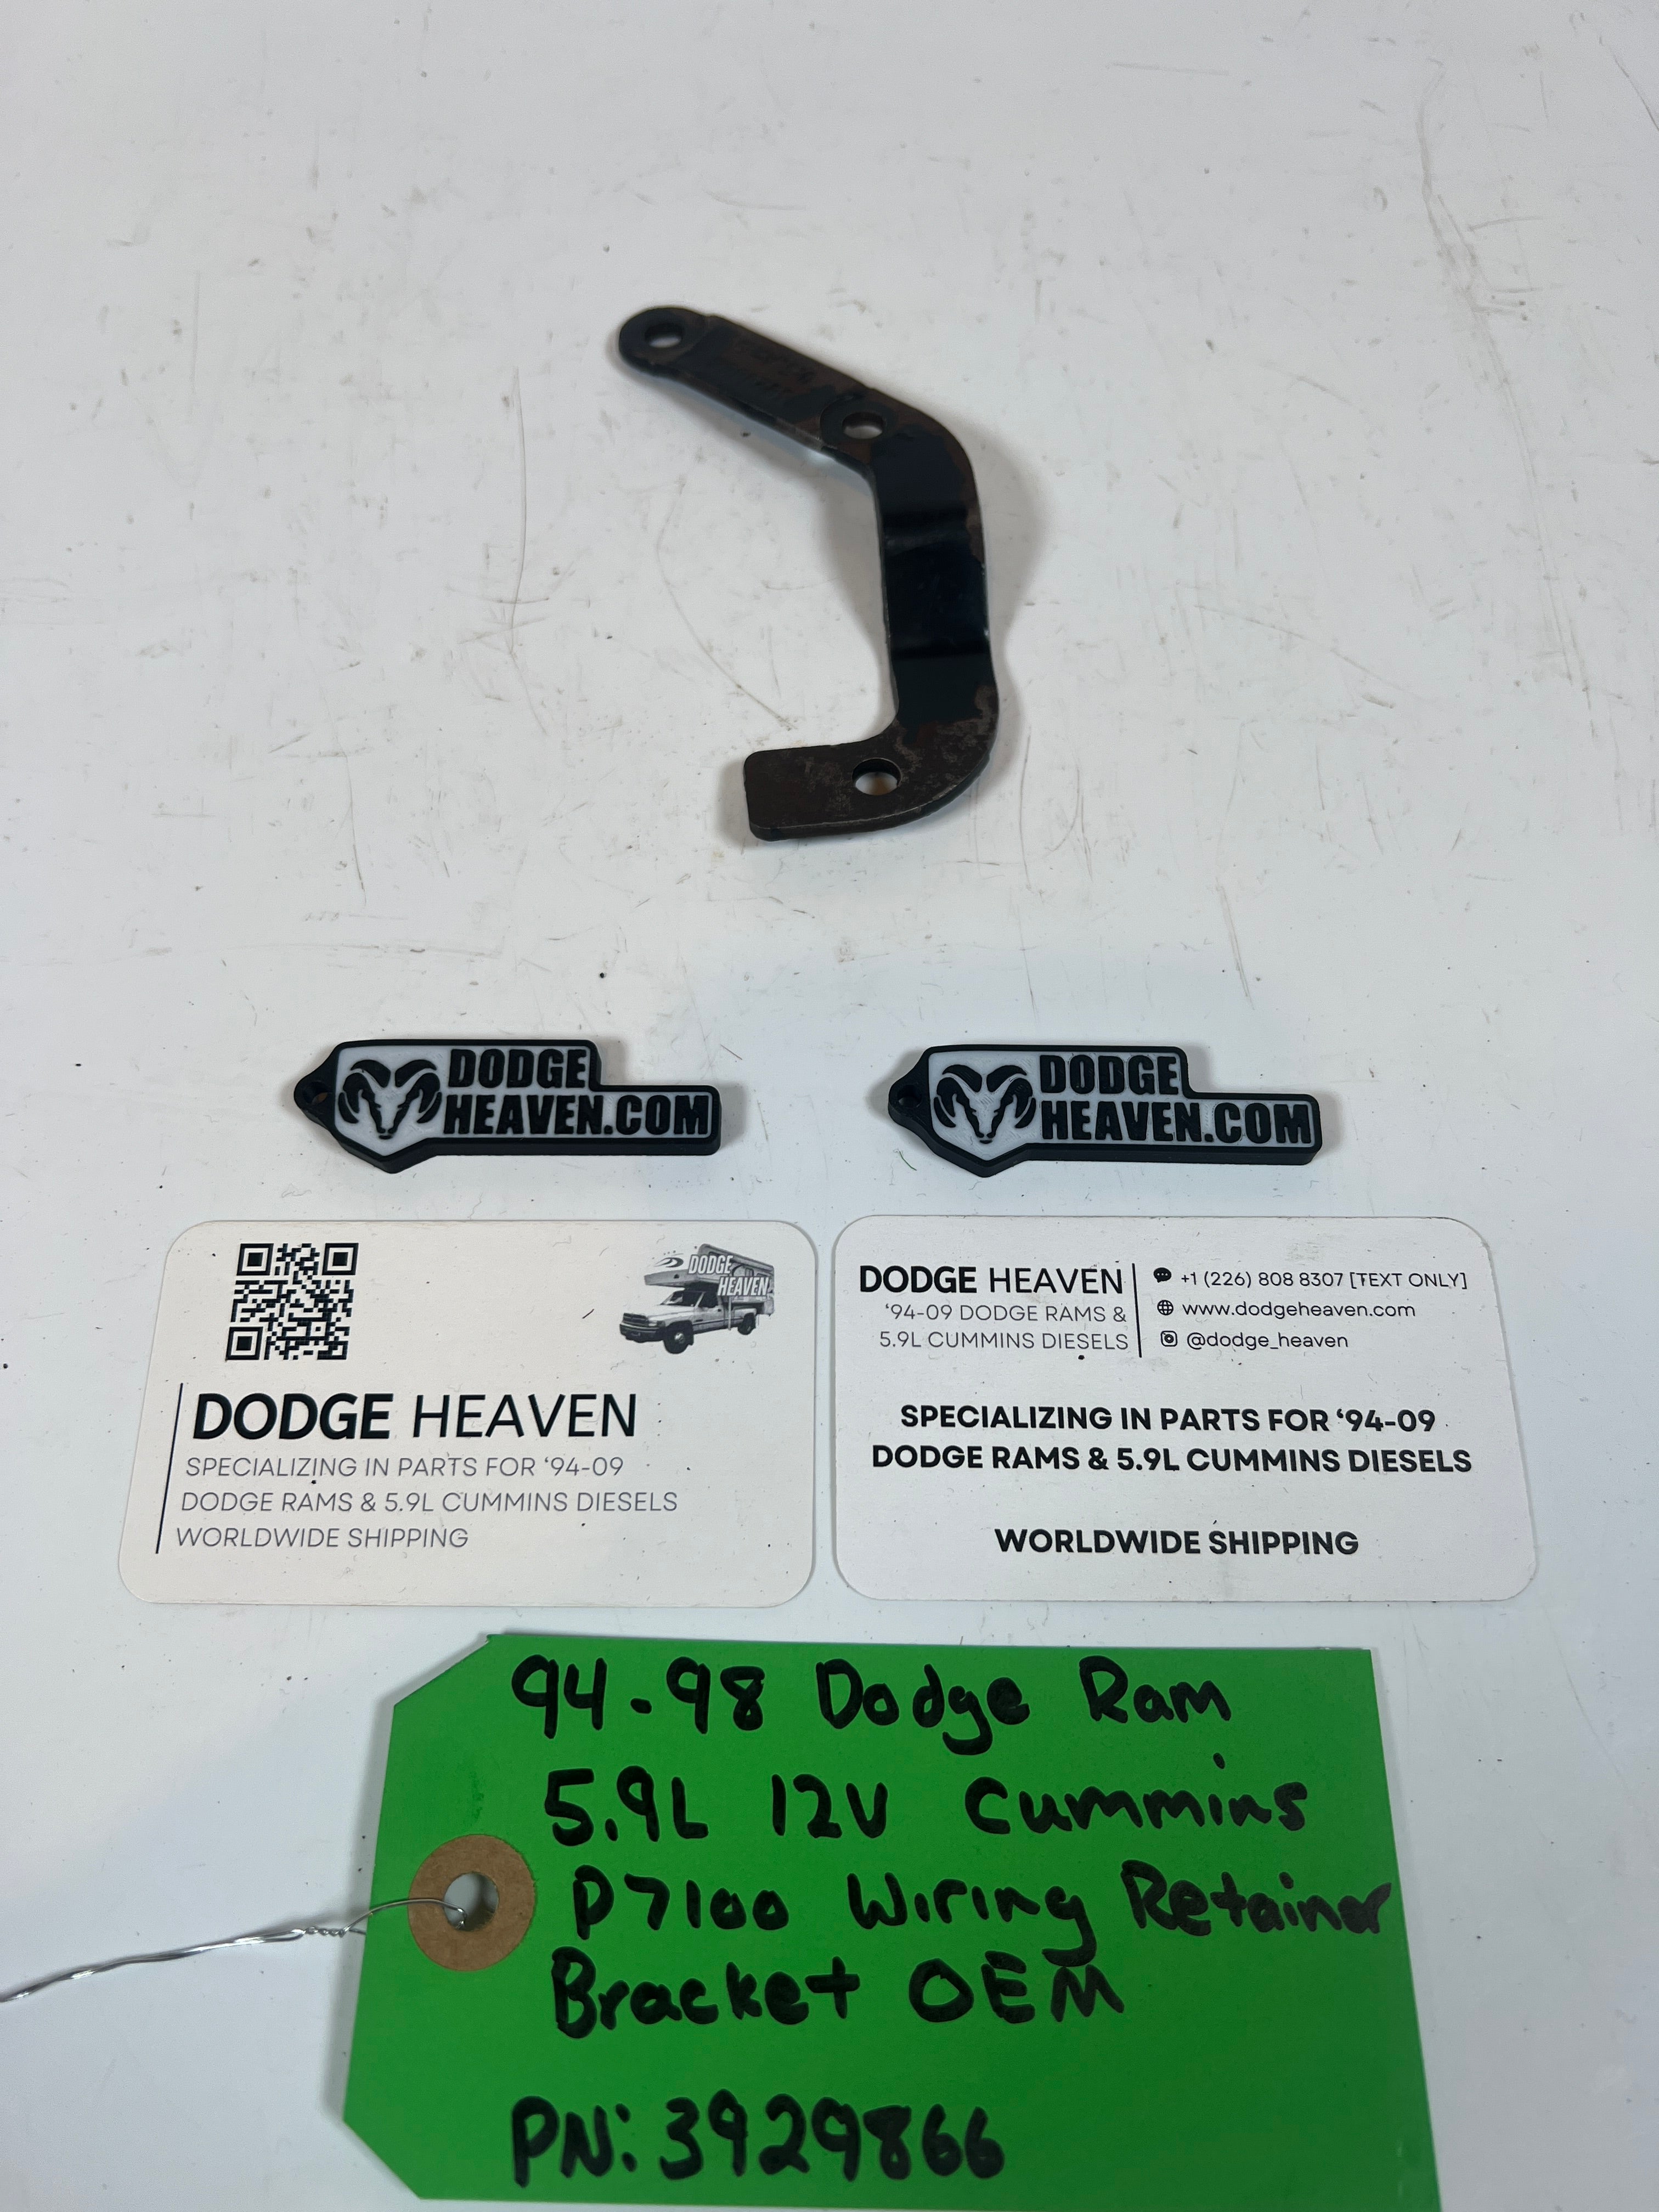 DODGE
HEAVEN.COM
DODGE
HEAVEN.COM
DODGE
HEAVEN
DODGE HEAVEN
SPECIALIZING IN PARTS FOR ‘94-09
DODGE RAMS & 5.9L CUMMINS DIESELS
WORLDWIDE SHIPPING
DODGE HEAVEN
‘94-09 DODGE RAMS &
5.9L CUMMINS DIESELS
+1 (226) 808 8307 [TEXT ONLY]
www.dodgeheaven.com
@dodge_heaven
SPECIALIZING IN PARTS FOR ‘94-09
DODGE RAMS & 5.9L CUMMINS DIESELS
WORLDWIDE SHIPPING
94-98 Dodge Ram
5.9L 12V Cummins
P7100 Wiring Retainer
Bracket OEM
PN: 3929866